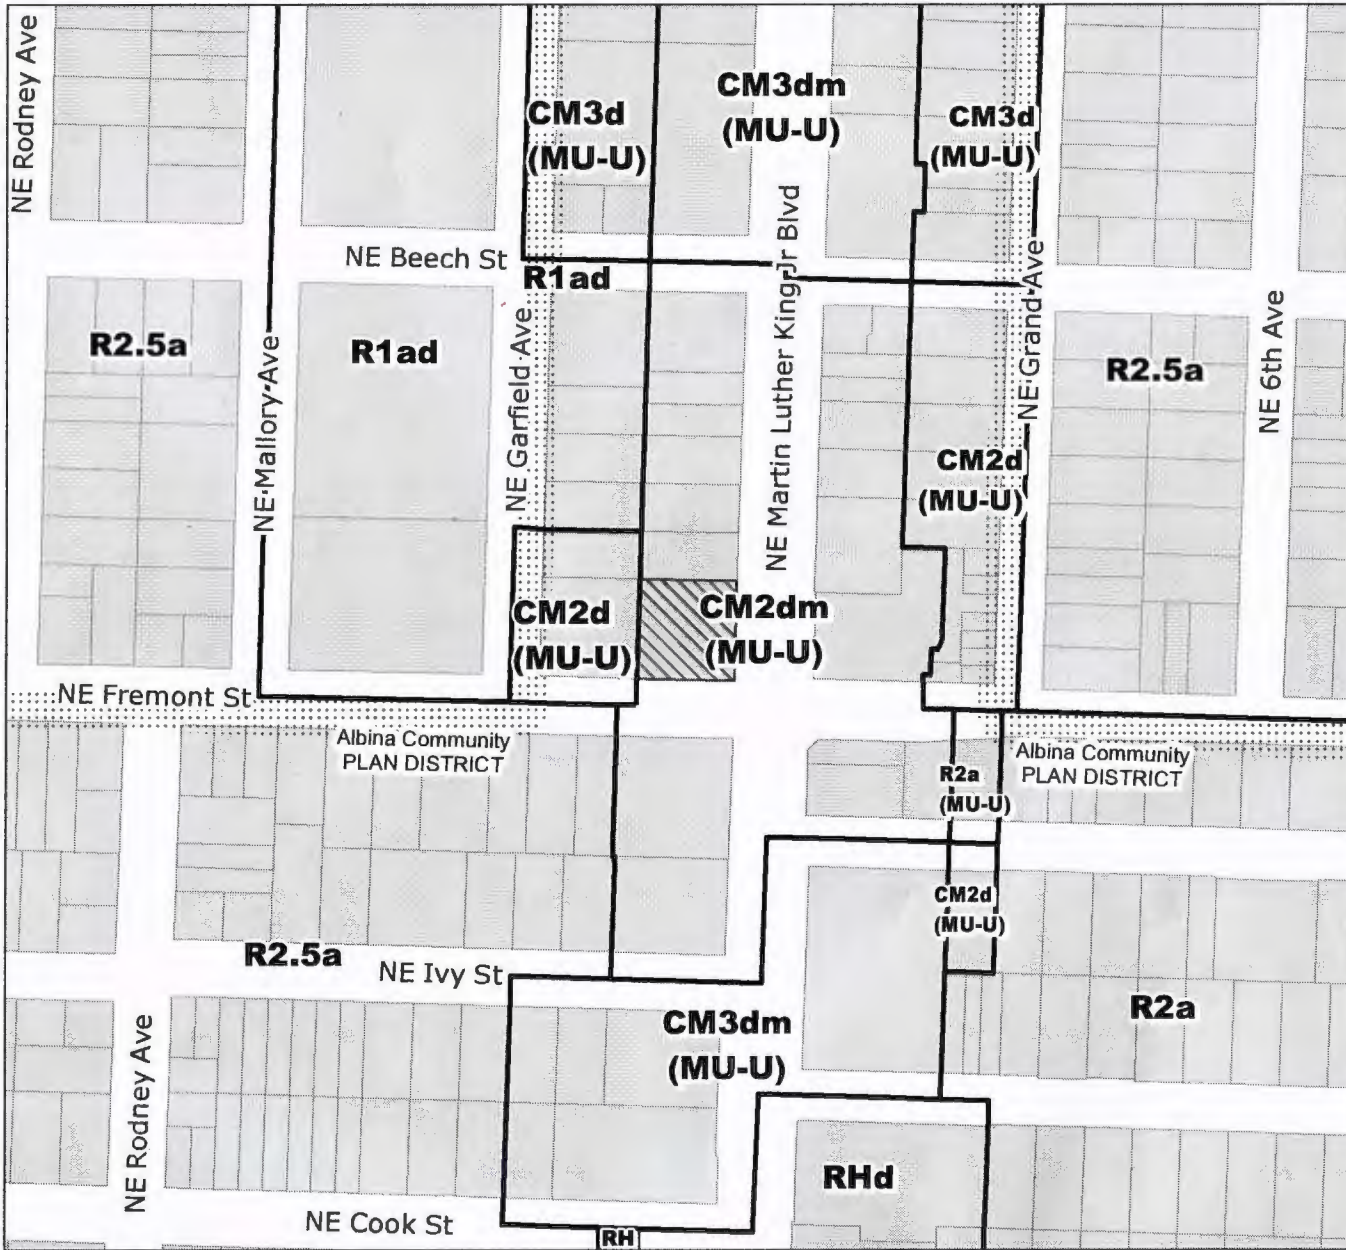 NE Rodney Ave
CM3d
(MU-U)
CM3dm
(MU-U)
CM3d
(MU-U)
NE Beech St
R1ad
NE Martin Luther King Jr Blvd
NE Grand Ave
R2.5a
R1ad
NE Mallory Ave
NE Garfield Ave
R2.5a
NE 6th Ave
CM2d
(MU-U)
CM2d
(MU-U)
CM2dm
(MU-U)
NE Fremont St
Albina Community
PLAN DISTRICT
R2a
(MU-U)
Albina Community
PLAN DISTRICT
CM2d
(MU-U)
R2.5a
NE Ivy St
CM3dm
(MU-U)
R2a
NE Rodney Ave
RHd
NE Cook St
RH